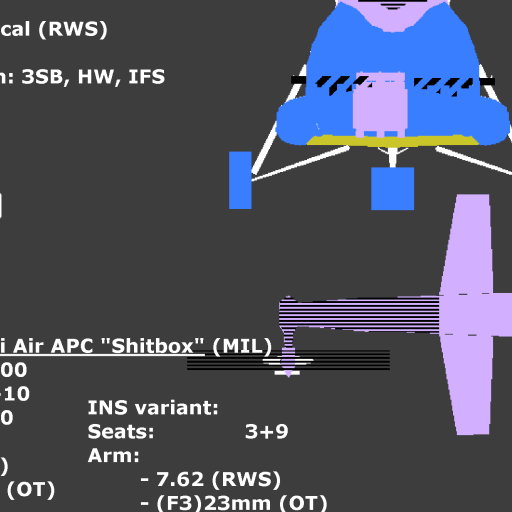 cal (RWS)
n: 3SB, HW, IFS
i Air APC "Shitbox" (MIL)
00
-10
0
INS variant:
Seats: 3+9
Arm:
)
- 7.62 (RWS)
(OT)
- (F3)23mm (OT)